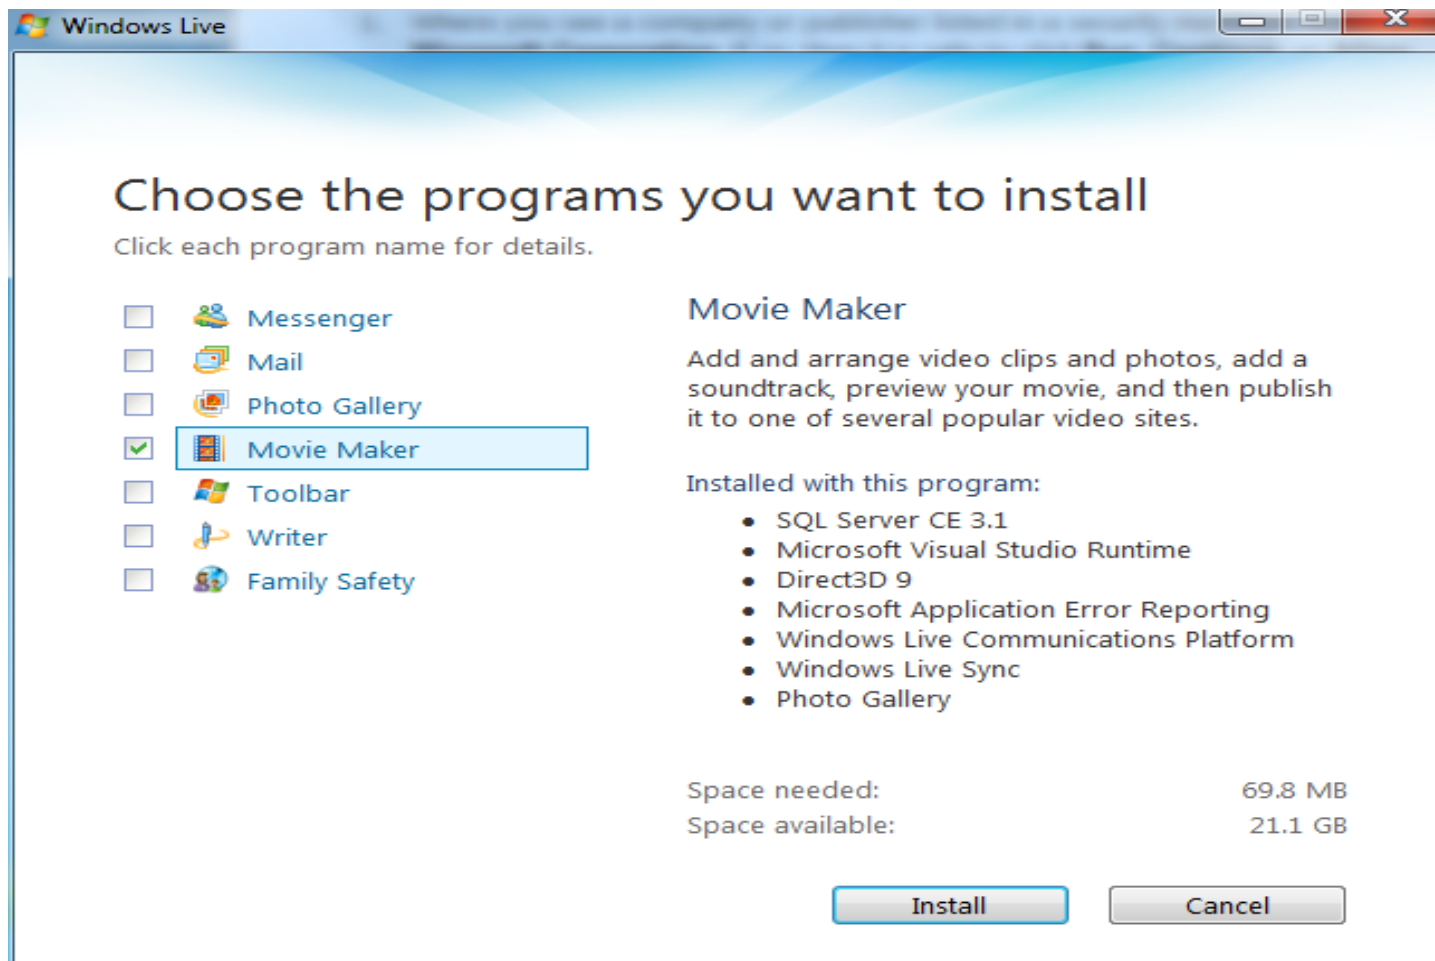 Windows Live
Choose the programs you want to install
Click each program name for details.
Messenger
Mail
Photo Gallery
Movie Maker
Toolbar
Writer
Family Safety
Movie Maker
Add and arrange video clips and photos, add a
soundtrack, preview your movie, and then publish
it to one of several popular video sites.
Installed with this program:
• SQL Server CE 3.1
• Microsoft Visual Studio Runtime
• Direct3D 9
• Microsoft Application Error Reporting
• Windows Live Communications Platform
• Windows Live Sync
• Photo Gallery
Space needed: 69.8 MB
Space available: 21.1 GB
Install Cancel